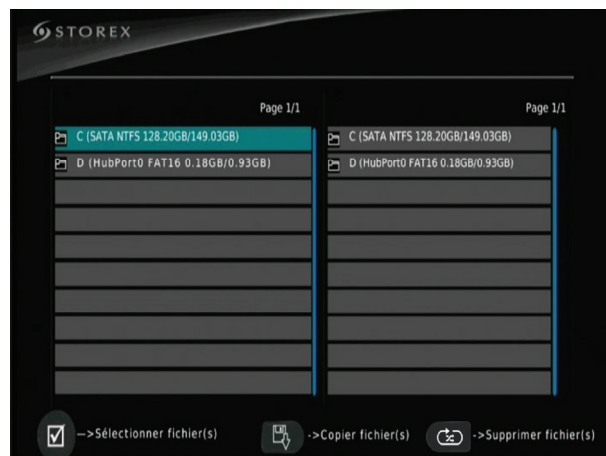 STOREX
Page 1/1
C (SATA NTFS 128.20GB/149.03GB)
D (HubPort0 FAT16 0.18GB/0.93GB)
Page 1/1
C (SATA NTFS 128.20GB/149.03GB)
D (HubPort0 FAT16 0.18GB/0.93GB)
-->Sélectionner fichier(s)
->Copier fichier(s)
->Supprimer fichier(s)